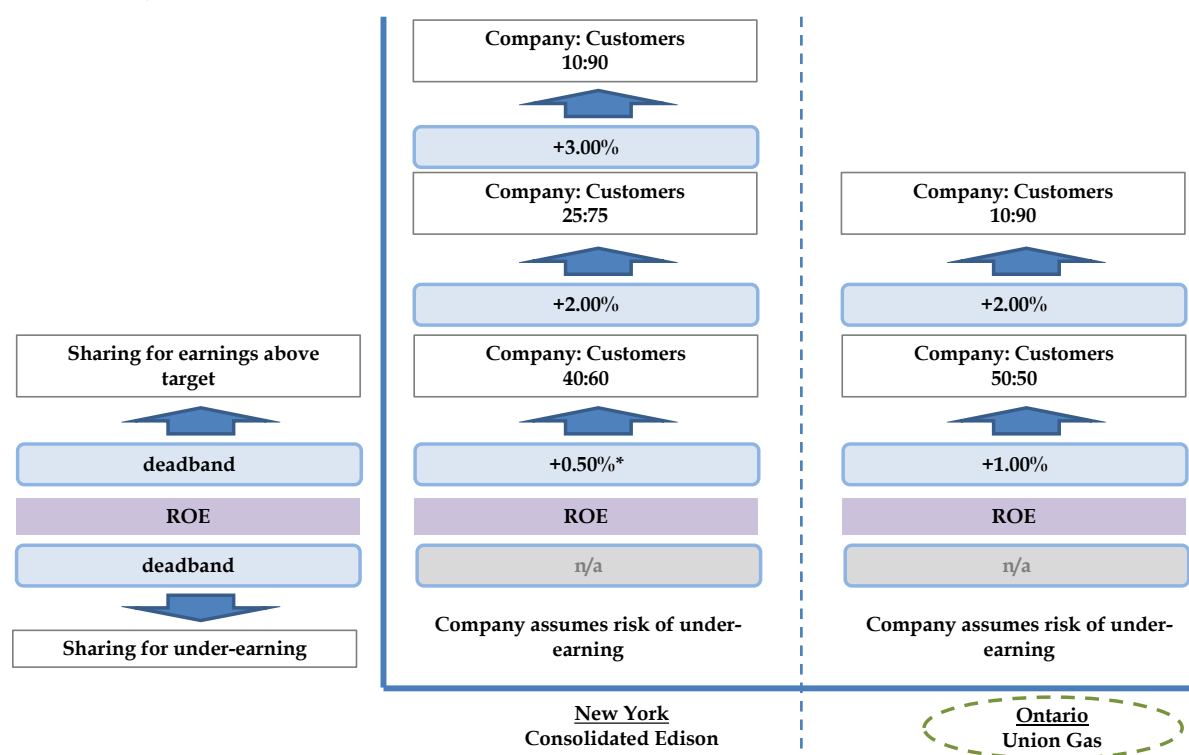 Company: Customers
10:90
+3.00%
Company: Customers
25:75
+2.00%
Company: Customers
40:60
+0.50%*
ROE
n/a
Company assumes risk of under-
earning
New York
Consolidated Edison
Company: Customers
10:90
+2.00%
Company: Customers
50:50
+1.00%
ROE
n/a
Company assumes risk of under-
earning
Ontario
Union Gas
Sharing for earnings above
target
deadband
ROE
deadband
Sharing for under-earning